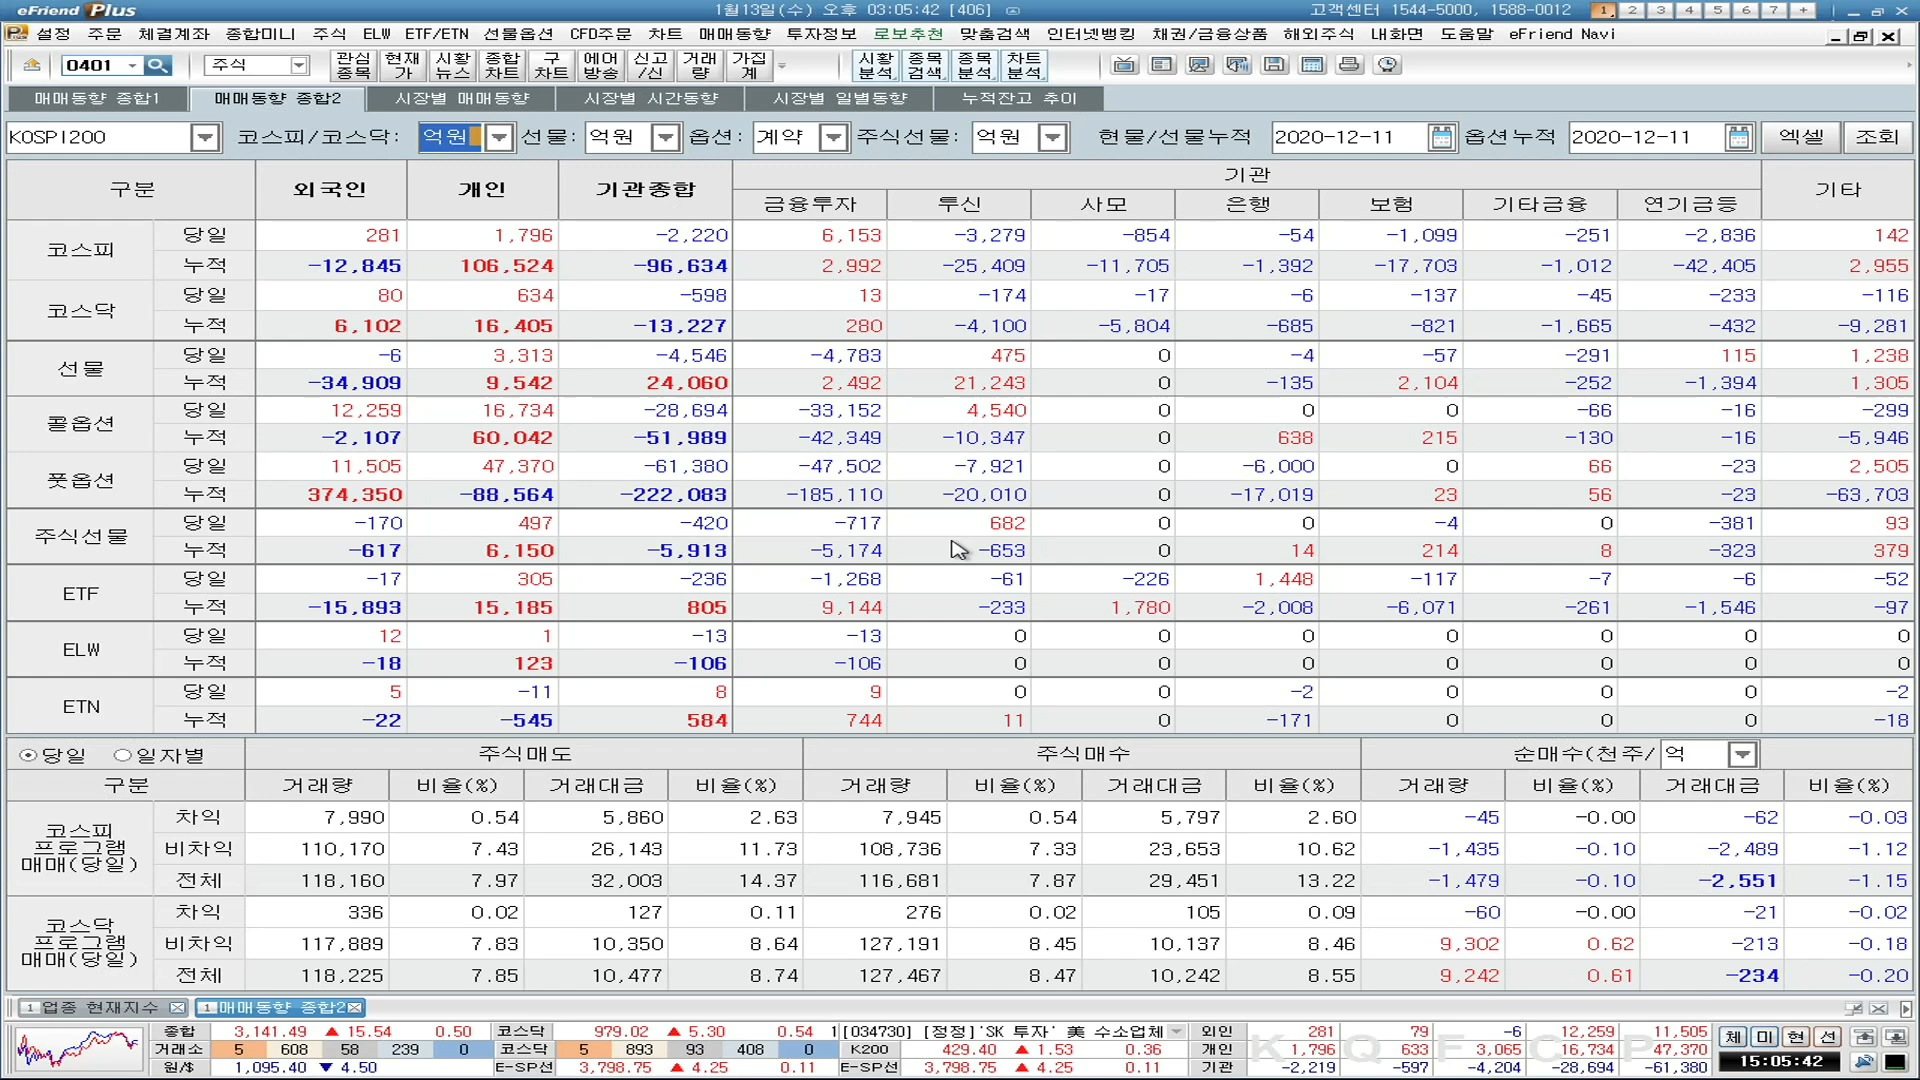 eFriend Plus 1월13일(수) 오후 03:05:42 [406] 고객센터 1544-5000, 1588-0012 1 2 3 4 5 6 7 +
설정 주문 체결계좌 종합미니 주식 ELW ETF/ETN 선물옵션 CFD주문 차트 매매동향 투자정보 로보추천 맞춤검색 인터넷뱅킹 채권/금융상품 해외주식 내화면 도움말 eFriend Navi
0401 주식 관심종목 현재가 시황뉴스 종합차트 구차트 에어방송 신고/신 거래량 가집계 시황분석 종목검색 종목분석 차트분석
매매동향 종합1 매매동향 종합2 시장별 매매동향 시장별 시간동향 시장별 일별동향 누적잔고 추이
KOSPI200 코스피/코스닥: 억원 선물: 억원 옵션: 계약 주식선물: 억원 현물/선물누적 2020-12-11 옵션누적 2020-12-11 엑셀 조회
구분 외국인 개인 기관종합 기관 기타
금융투자 투신 사모 은행 보험 기타금융 연기금등
코스피 당일 281 1,796 -2,220 6,153 -3,279 -854 -54 -1,099 -251 -2,836 142
누적 -12,845 106,524 -96,634 2,992 -25,409 -11,705 -1,392 -17,703 -1,012 -42,405 2,955
코스닥 당일 80 634 -598 13 -174 -17 -6 -137 -45 -233 -116
누적 6,102 16,405 -13,227 280 -4,100 -5,804 -685 -821 -1,665 -432 -9,281
선물 당일 -6 3,313 -4,546 -4,783 475 0 -4 -57 -291 115 1,238
누적 -34,909 9,542 24,060 2,492 21,243 0 -135 2,104 -252 -1,394 1,305
콜옵션 당일 12,259 16,734 -28,694 -33,152 4,540 0 0 0 -66 -16 -299
누적 -2,107 60,042 -51,989 -42,349 -10,347 0 638 215 -130 -16 -5,946
풋옵션 당일 11,505 47,370 -61,380 -47,502 -7,921 0 -6,000 0 66 -23 2,505
누적 374,350 -88,564 -222,083 -185,110 -20,010 0 -17,019 23 56 -23 -63,703
주식선물 당일 -170 497 -420 -717 682 0 0 -4 0 -381 93
누적 -617 6,150 -5,913 -5,174 -653 0 14 214 8 -323 379
ETF 당일 -17 305 -236 -1,268 -61 -226 1,448 -117 -7 -6 -52
누적 -15,893 15,185 805 9,144 -233 1,780 -2,008 -6,071 -261 -1,546 -97
ELW 당일 12 1 -13 -13 0 0 0 0 0 0 0
누적 -18 123 -106 -106 0 0 0 0 0 0 0
ETN 당일 5 -11 8 9 0 0 -2 0 0 0 -2
누적 -22 -545 584 744 11 0 -171 0 0 0 -18
당일 일자별 주식매도 주식매수 순매수(천주/ 억
구분 거래량 비율(%) 거래대금 비율(%) 거래량 비율(%) 거래대금 비율(%) 거래량 비율(%) 거래대금 비율(%)
코스피 프로그램 매매(당일) 차익 7,990 0.54 5,860 2.63 7,945 0.54 5,797 2.60 -45 -0.00 -62 -0.03
비차익 110,170 7.43 26,143 11.73 108,736 7.33 23,653 10.62 -1,435 -0.10 -2,489 -1.12
전체 118,160 7.97 32,003 14.37 116,681 7.87 29,451 13.22 -1,479 -0.10 -2,551 -1.15
코스닥 프로그램 매매(당일) 차익 336 0.02 127 0.11 276 0.02 105 0.09 -60 -0.00 -21 -0.02
비차익 117,889 7.83 10,350 8.64 127,191 8.45 10,137 8.46 9,302 0.62 -213 -0.18
전체 118,225 7.85 10,477 8.74 127,467 8.47 10,242 8.55 9,242 0.61 -234 -0.20
1 업종 현재지수 1 매매동향 종합2
종합 3,141.49 ▲ 15.54 0.50 코스닥 979.02 ▲ 5.30 0.54 1 [034730] [정정]'SK 투자' 美 수소업체 외인 281 79 -6 12,259 11,505 체 미 현 선
거래소 5 608 58 239 0 코스닥 5 893 93 408 0 K200 429.40 ▲ 1.53 0.36 개인 1,796 633 3,065 16,734 47,370
원/$ 1,095.40 ▼ 4.50 E-SP선 3,798.75 ▲ 4.25 0.11 E-SP선 3,798.75 ▲ 4.25 0.11 기관 -2,219 -597 -4,204 -28,694 -61,380 15:05:42